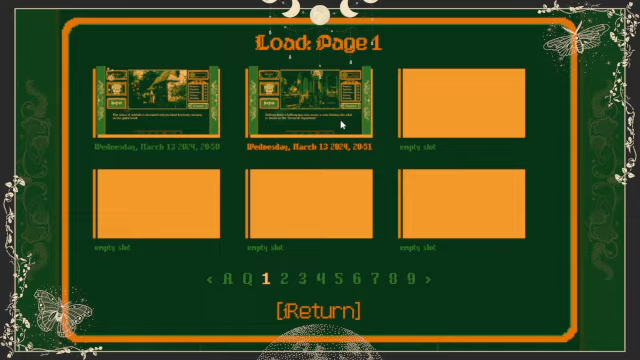 Load: Page 1
Wednesday, March 13 2024, 20:50
Wednesday, March 13 2024, 20:51
empty slot
empty slot
empty slot
empty slot
< A Q 1 2 3 4 5 6 7 8 9 >
[Return]